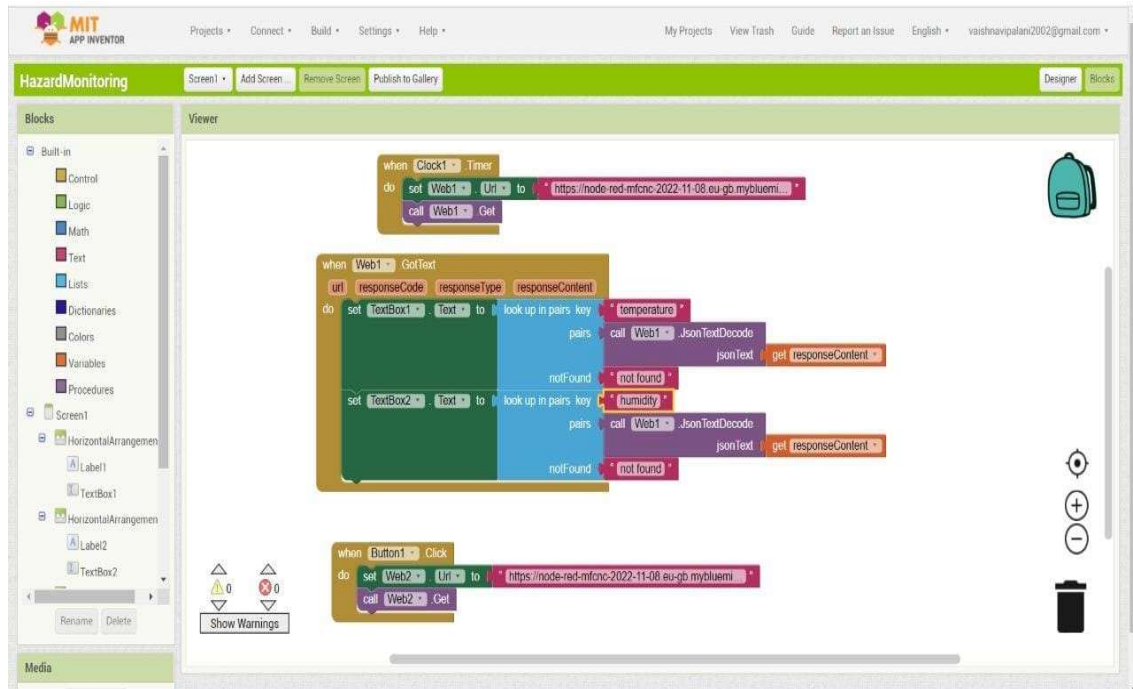 MIT
APP INVENTOR
Projects Connect Build Settings Help My Projects View Trash Guide Report an Issue English vaishnavipalani2002@gmail.com
HazardMonitoring Screen1 Add Screen ... Remove Screen Publish to Gallery Designer Blocks
Blocks Viewer
Built-in
Control
Logic
Math
Text
Lists
Dictionaries
Colors
Variables
Procedures
Screen1
HorizontalArrangemen
Label1
TextBox1
HorizontalArrangemen
Label2
TextBox2
Rename Delete
Media
when Clock1 .Timer
do set Web1 . Url to " https://node-red-mfcnc-2022-11-08.eu-gb.mybluemi... "
call Web1 .Get
when Web1 .GotText
url responseCode responseType responseContent
do set TextBox1 . Text to look up in pairs key " temperature "
pairs call Web1 .JsonTextDecode
jsonText get responseContent
notFound " not found "
set TextBox2 . Text to look up in pairs key " humidity "
pairs call Web1 .JsonTextDecode
jsonText get responseContent
notFound " not found "
when Button1 .Click
do set Web2 . Url to " https://node-red-mfcnc-2022-11-08.eu-gb.mybluemi... "
call Web2 .Get
0 0
Show Warnings